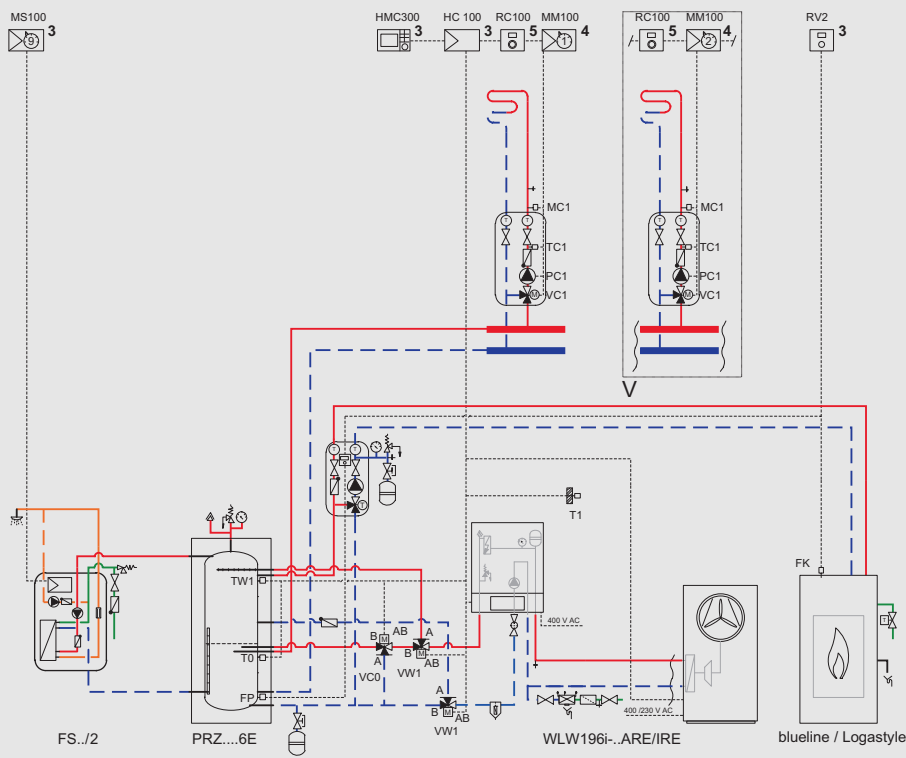 MS100
3
9
HMC300
3
HC 100
3
RC100
5
MM100
4
1
RC100
5
MM100
4
2
RV2
3
MC1
T
T
TC1
PC1
VC1
M
MC1
T
T
TC1
PC1
VC1
M
V
T
T
T
T1
TW1
FK
400 V AC
B
AB
M
A
A
B
M
AB
T
T0
VC0
VW1
FP
A
B
M
AB
VW1
400 /230 V AC
FS../2
PRZ....6E
WLW196i-..ARE/IRE
blueline / Logastyle